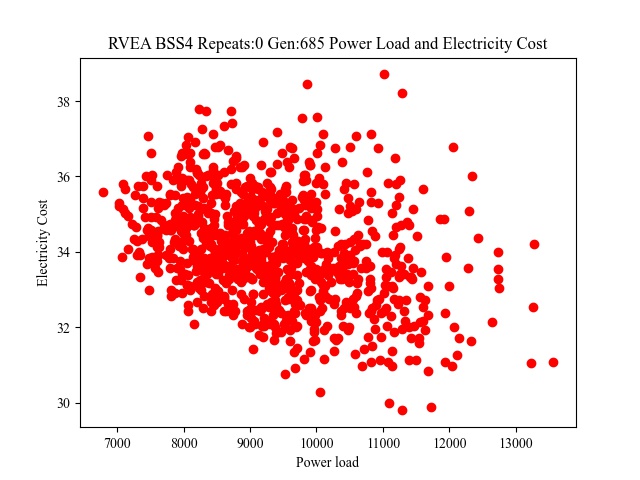 RVEA BSS4 Repeats:0 Gen:685 Power Load and Electricity Cost
Electricity Cost
38
36
34
32
30
7000 8000 9000 10000 11000 12000 13000
Power load